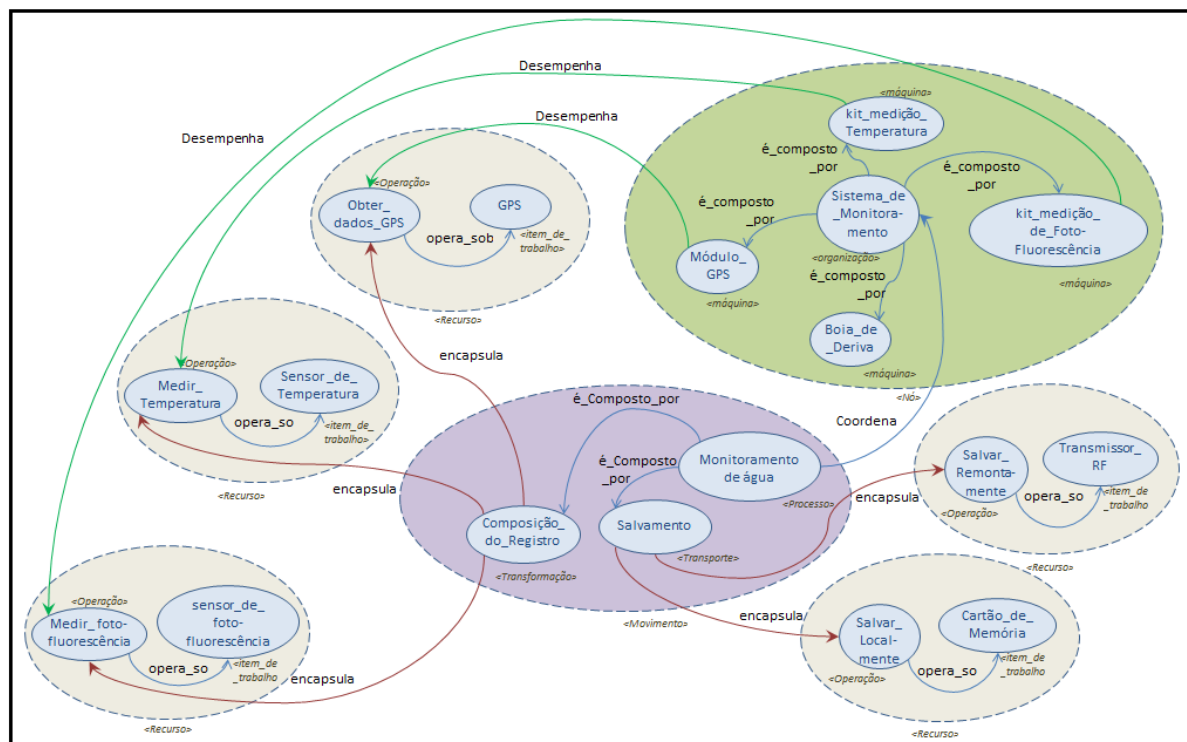 Desempenha
Desempenha
Desempenha
«máquina»
kit_medição_
Temperatura
é_composto
_por
é_composto
_por
«Operação»
Obter_
dados_GPS
GPS
opera_sob
«item_de_
trabalho»
«Recurso»
Sistema_de
_Monitora-
mento
«organização»
é_composto
_por
kit_medição_
_de_Foto-
Fluorescência
«máquina»
Módulo_
GPS
«máquina»
é_composto
_por
Boia_de
_Deriva
«máquina»
«Nó»
encapsula
«Operação»
Medir_
Temperatura
Sensor_de_
Temperatura
opera_so
«item_de_
trabalho»
«Recurso»
é_Composto_por
Coordena
Monitoramento
de água
«Processo»
é_Composto
_por
encapsula
Composição_
do_Registro
«Transformação»
Salvamento
«Transporte»
«Movimento»
encapsula
Salvar_
Remonta-
mente
«Operação»
Transmissor_
RF
opera_so
«item_de_
_trabalho
«Recurso»
«Operação»
Medir_foto-
fluorescência
sensor_de_
foto-
fluorescência
opera_so
«item_de_
_trabalho
«Recurso»
encapsula
encapsula
Salvar_
Local-
mente
«Operação»
Cartão_de_
Memória
opera_so
«item_de_
_trabalho
«Recurso»